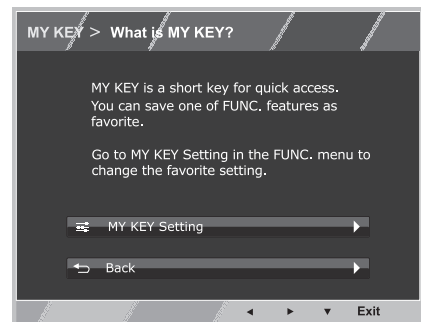 MY KEY > What is MY KEY?
MY KEY is a short key for quick access.
You can save one of FUNC. features as
favorite.
Go to MY KEY Setting in the FUNC. menu to
change the favorite setting.
MY KEY Setting
Back
Exit